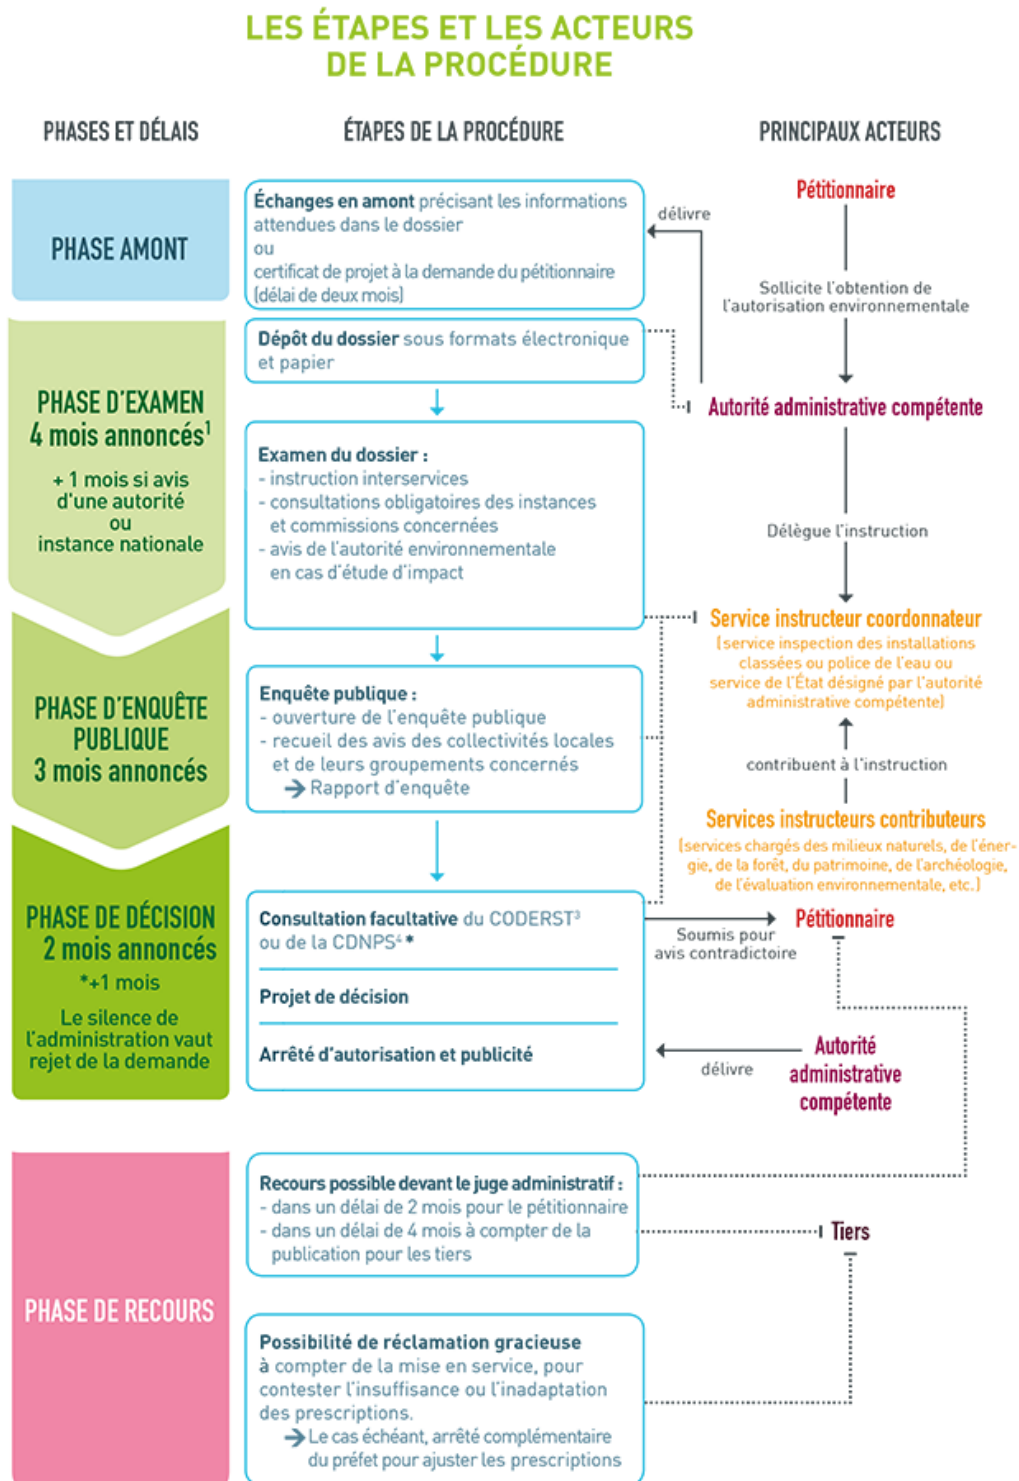 LES ÉTAPES ET LES ACTEURS
DE LA PROCÉDURE
PHASES ET DÉLAIS
ÉTAPES DE LA PROCÉDURE
PRINCIPAUX ACTEURS
PHASE AMONT
Échanges en amont précisant les informations
attendues dans le dossier
ou
certificat de projet à la demande du pétitionnaire
(délai de deux mois)
délivre
Pétitionnaire
Sollicite l'obtention de
l'autorisation environnementale
PHASE D'EXAMEN
4 mois annoncés¹
+ 1 mois si avis
d'une autorité
ou
instance nationale
Dépôt du dossier sous formats électronique
et papier
Autorité administrative compétente
Examen du dossier :
- instruction interservices
- consultations obligatoires des instances
et commissions concernées
- avis de l'autorité environnementale
en cas d'étude d'impact
Délègue l'instruction
Service instructeur coordonnateur
(service inspection des installations
classées ou police de l'eau ou
service de l'État désigné par l'autorité
administrative compétente)
PHASE D'ENQUÊTE
PUBLIQUE
3 mois annoncés
Enquête publique :
- ouverture de l'enquête publique
- recueil des avis des collectivités locales
et de leurs groupements concernés
→ Rapport d'enquête
contribuent à l'instruction
Services instructeurs contributeurs
(services chargés des milieux naturels, de l'éner-
gie, de la forêt, du patrimoine, de l'archéologie,
de l'évaluation environnementale, etc.)
PHASE DE DÉCISION
2 mois annoncés
*+1 mois
Le silence de
l'administration vaut
rejet de la demande
Consultation facultative du CODERST³
ou de la CDNPS⁴*
Projet de décision
Arrêté d'autorisation et publicité
Soumis pour
avis contradictoire
Pétitionnaire
délivre
Autorité
administrative
compétente
PHASE DE RECOURS
Recours possible devant le juge administratif :
- dans un délai de 2 mois pour le pétitionnaire
- dans un délai de 4 mois à compter de la
publication pour les tiers
Tiers
Possibilité de réclamation gracieuse
à compter de la mise en service, pour
contester l'insuffisance ou l'inadaptation
des prescriptions.
→ Le cas échéant, arrêté complémentaire
du préfet pour ajuster les prescriptions